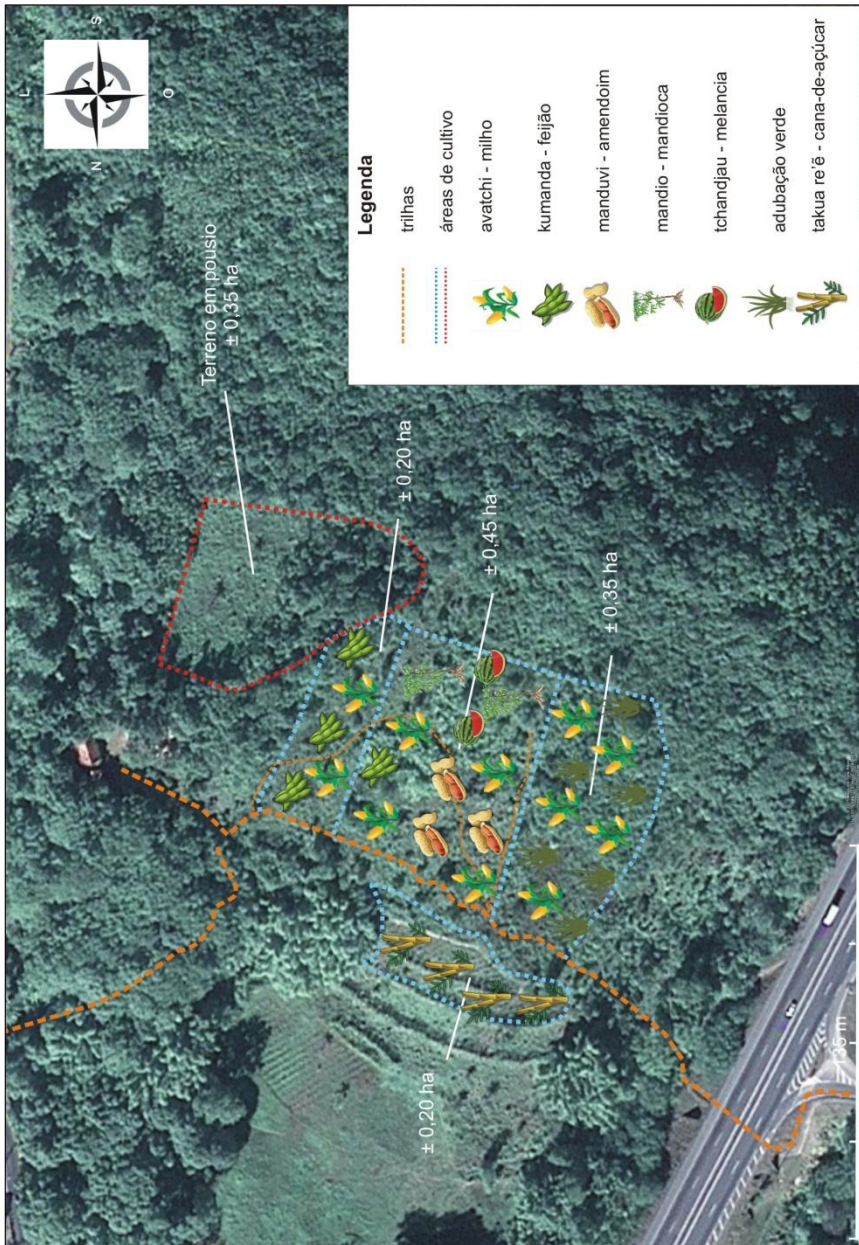 L
S
N
O
Terreno em pousio
± 0,35 ha
± 0,20 ha
± 0,45 ha
± 0,35 ha
± 0,20 ha
35 m
Legenda
trilhas
áreas de cultivo
avatchi - milho
kumanda - feijão
manduvi - amendoim
mandio - mandioca
tchandjau - melancia
adubação verde
takua re'ẽ - cana-de-açúcar